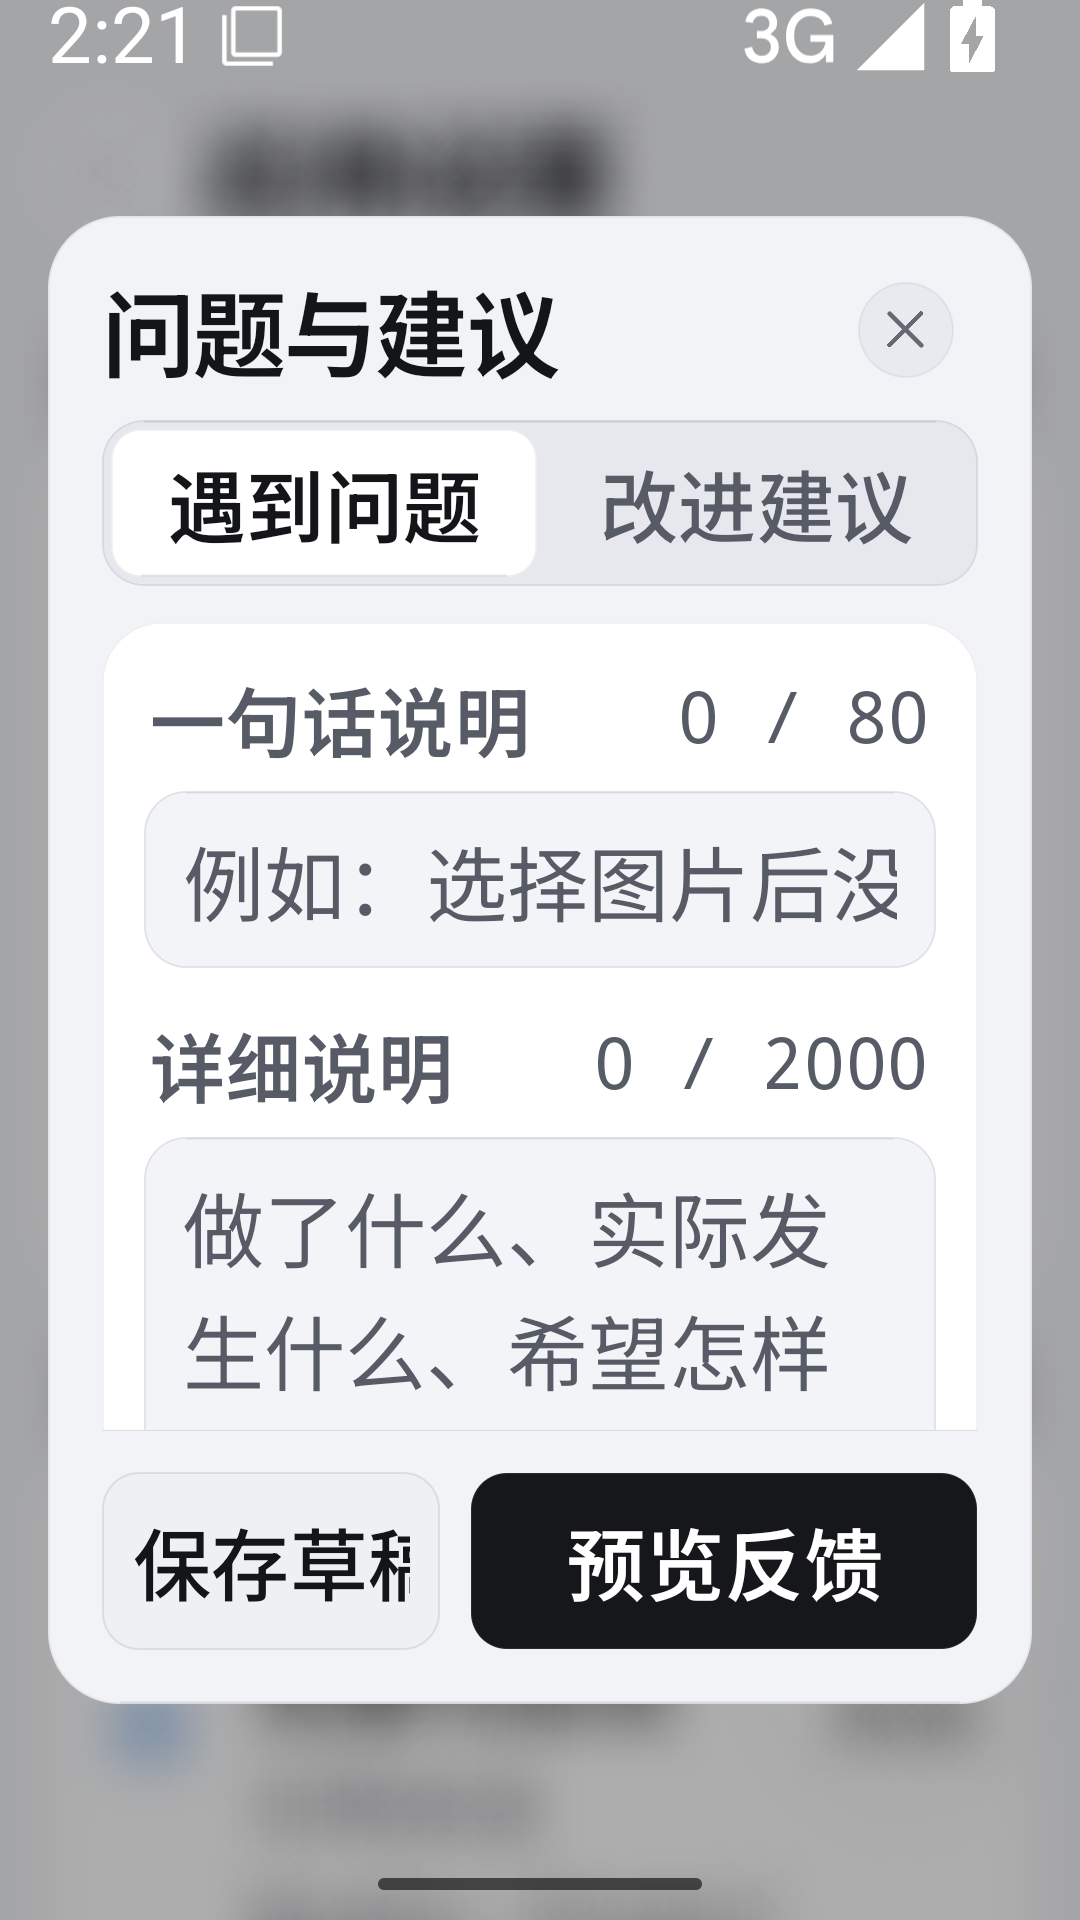 2:21 3G
问题与建议
遇到问题 改进建议
一句话说明 0 / 80
例如：选择图片后没
详细说明 0 / 2000
做了什么、实际发
生什么、希望怎样
保存草稿 预览反馈